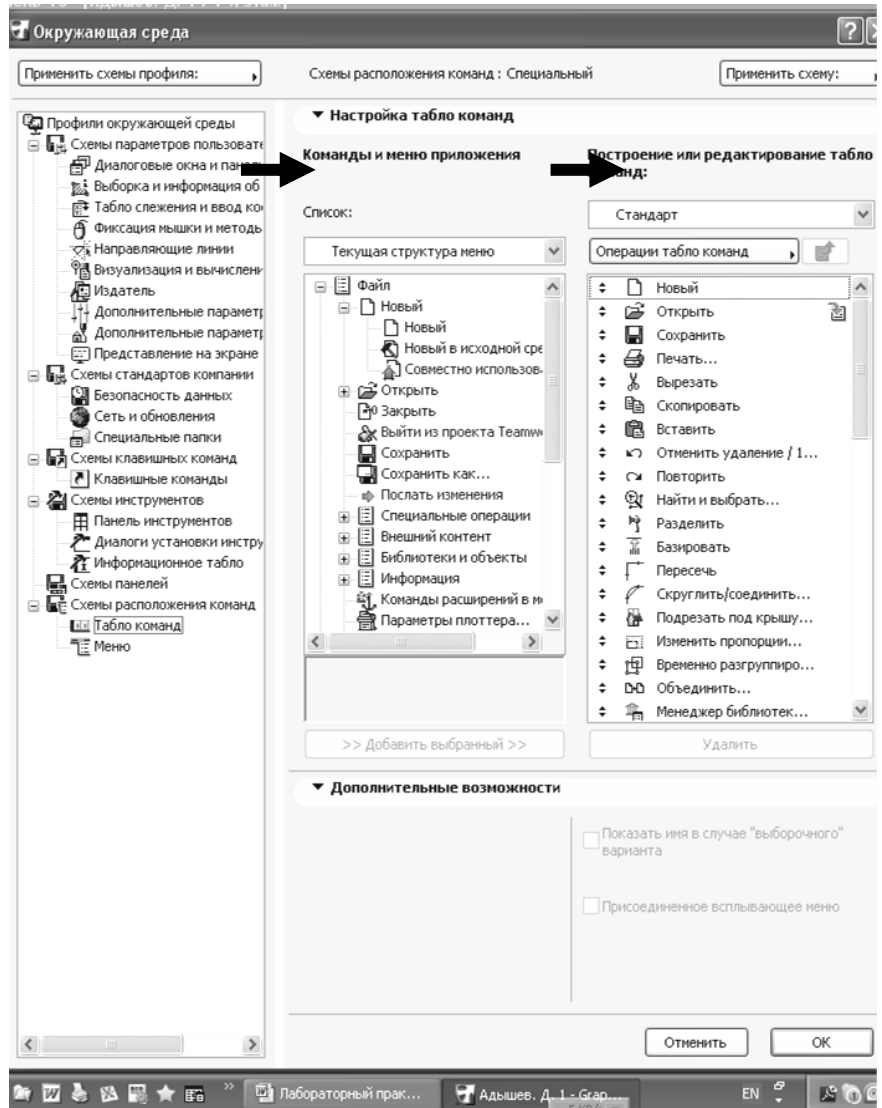 Окружающая среда
Применить схемы профиля:
Схемы расположения команд : Специальный
Применить схему:
Профили окружающей среды
Схемы параметров пользовате
Диалоговые окна и
Выборка и информация об
Табло слежения и ввод ко
Фиксация мышки и методь
Направляющие линии
Визуализация и вычислени
Издатель
Дополнительные параметр
Дополнительные параметр
Представление на экране
Схемы стандартов компании
Безопасность данных
Сеть и обновления
Специальные папки
Схемы клавишных команд
Клавишные команды
Схемы инструментов
Панель инструментов
Диалоги установки инстру
Информационное табло
Схемы панелей
Схемы расположения команд
Табло команд
Меню
Настройка табло команд
Команды и меню приложения
Список:
Текущая структура меню
Файл
Новый
Новый
Новый в исходной сре
Совместно использов
Открыть
Закрыть
Выйти из проекта Teamw
Сохранить
Сохранить как...
Послать изменения
Специальные операции
Внешний контент
Библиотеки и объекты
Информация
Команды расширений в м
Параметры плоттера...
>> Добавить выбранный >>
Построение или редактирование табло
анд:
Стандарт
Операции табло команд
Новый
Открыть
Сохранить
Печать...
Вырезать
Скопировать
Вставить
Отменить удаление / 1...
Повторить
Найти и выбрать...
Разделить
Базировать
Пересечь
Скруглить/соединить...
Подрезать под крышу...
Изменить пропорции...
Временно разгруппиро...
Объединить...
Менеджер библиотек...
Удалить
Дополнительные возможности
Показать имя в случае "выборочного"
варианта
Присоединенное всплывающее меню
Отменить
OK
Лабораторный прак...
Адышев. Д. 1 - Grap...
EN